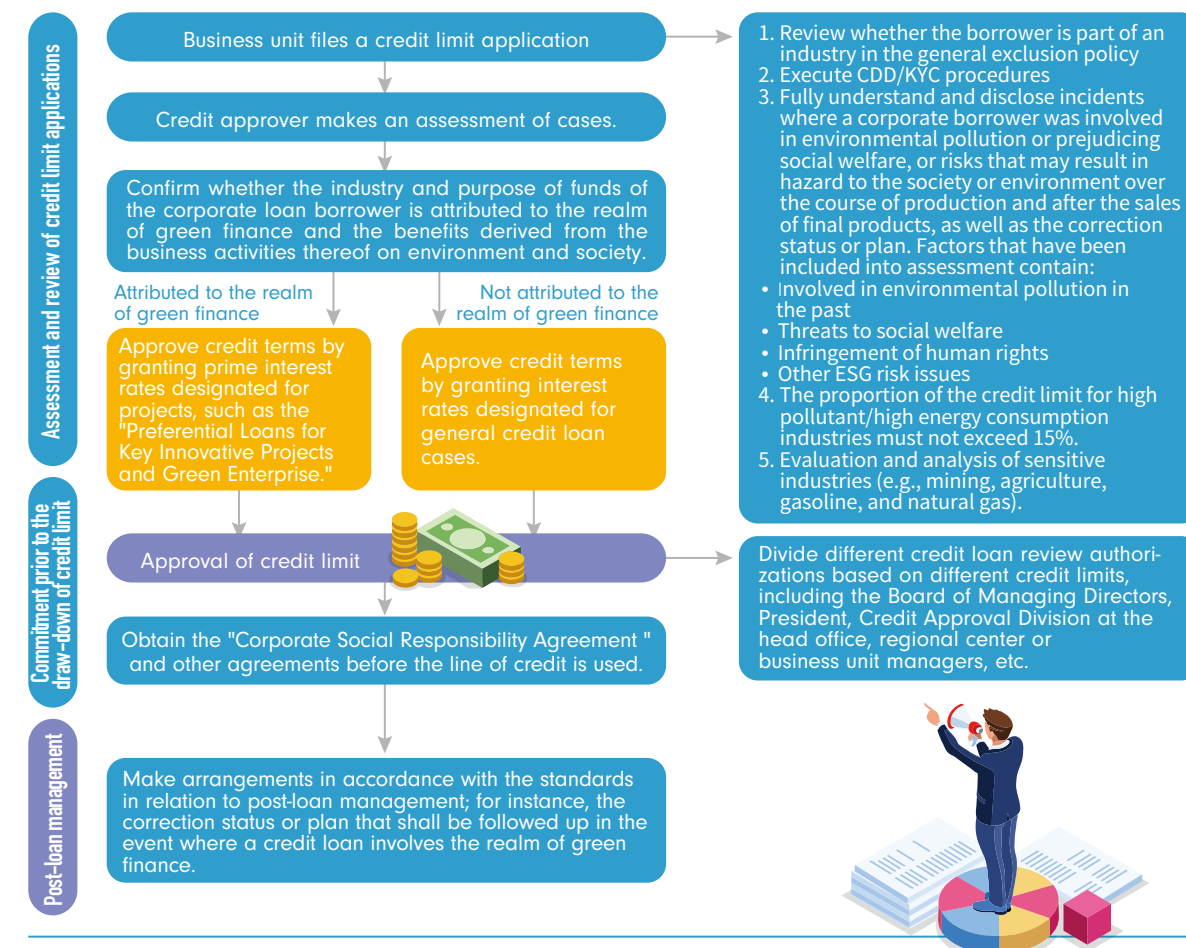 Assessment and review of credit limit applications
Business unit files a credit limit application
Credit approver makes an assessment of cases.
Confirm whether the industry and purpose of funds of
the corporate loan borrower is attributed to the realm
of green finance and the benefits derived from the
business activities thereof on environment and society.
Attributed to the realm
of green finance
Not attributed to the
realm of green finance
Approve credit terms by
granting prime interest
rates designated for
projects, such as the
"Preferential Loans for
Key Innovative Projects
and Green Enterprise."
Approve credit terms
by granting interest
rates designated for
general credit loan
cases.
1. Review whether the borrower is part of an
industry in the general exclusion policy
2. Execute CDD/KYC procedures
3. Fully understand and disclose incidents
where a corporate borrower was involved
in environmental pollution or prejudicing
social welfare, or risks that may result in
hazard to the society or environment over
the course of production and after the sales
of final products, as well as the correction
status or plan. Factors that have been
included into assessment contain:
• Involved in environmental pollution in
the past
• Threats to social welfare
• Infringement of human rights
• Other ESG risk issues
4. The proportion of the credit limit for high
pollutant/high energy consumption
industries must not exceed 15%.
5. Evaluation and analysis of sensitive
industries (e.g., mining, agriculture,
gasoline, and natural gas).
Commitment prior to the
draw-down of credit limit
Approval of credit limit
Obtain the "Corporate Social Responsibility Agreement "
and other agreements before the line of credit is used.
Divide different credit loan review authori-
zations based on different credit limits,
including the Board of Managing Directors,
President, Credit Approval Division at the
head office, regional center or
business unit managers, etc.
Post-loan management
Make arrangements in accordance with the standards
in relation to post-loan management; for instance, the
correction status or plan that shall be followed up in the
event where a credit loan involves the realm of green
finance.